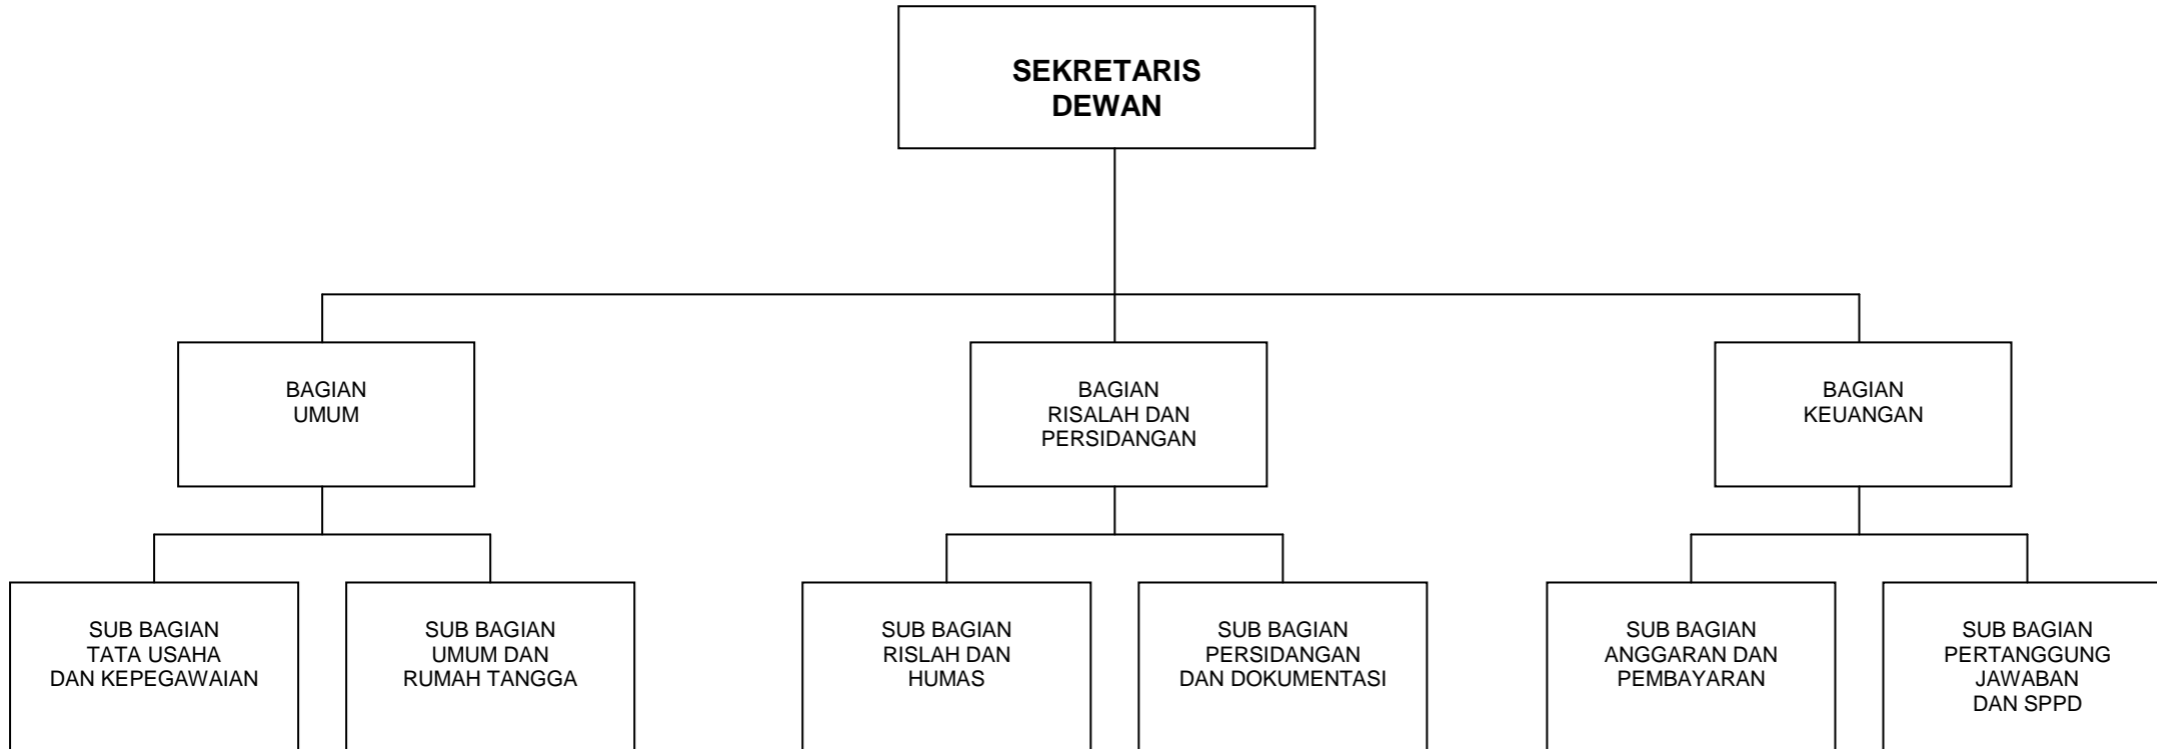 SEKRETARIS
DEWAN
BAGIAN
UMUM
BAGIAN
RISALAH DAN
PERSIDANGAN
BAGIAN
KEUANGAN
SUB BAGIAN
TATA USAHA
DAN KEPEGAWAIAN
SUB BAGIAN
UMUM DAN
RUMAH TANGGA
SUB BAGIAN
RISLAH DAN
HUMAS
SUB BAGIAN
PERSIDANGAN
DAN DOKUMENTASI
SUB BAGIAN
ANGGARAN DAN
PEMBAYARAN
SUB BAGIAN
PERTANGGUNG
JAWABAN
DAN SPPD